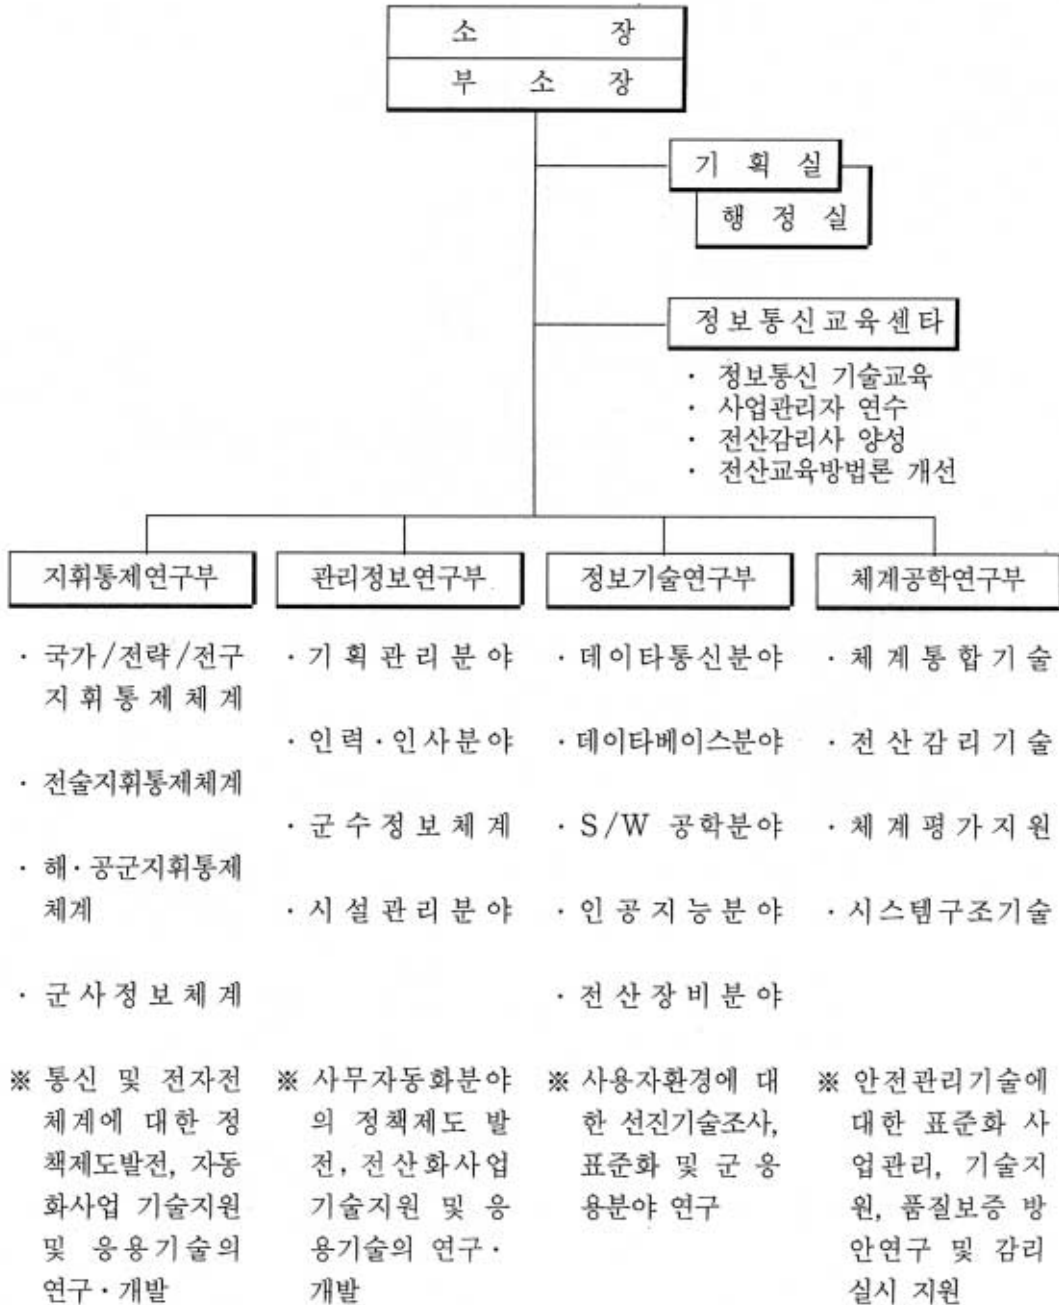 소 장
부 소 장
기 획 실
행 정 실
정보통신교육센타
· 정보통신 기술교육
· 사업관리자 연수
· 전산감리사 양성
· 전산교육방법론 개선
지휘통제연구부
· 국가/전략/전구
지 휘 통 제 체 계
· 전술지휘통제체계
· 해·공군지휘통제
체계
· 군 사 정 보 체 계
※ 통신 및 전자전
체계에 대한 정
책제도발전, 자동
화사업 기술지원
및 응용기술의
연구·개발
관리정보연구부
· 기 획 관 리 분 야
· 인 력 · 인 사 분 야
· 군 수 정 보 체 계
· 시 설 관 리 분 야
※ 사무자동화분야
의 정책제도 발
전, 전산화사업
기술지원 및 응
용기술의 연구·
개발
정보기술연구부
· 데이타통신분야
· 데이타베이스분야
· S/W 공학분야
· 인 공 지 능 분 야
· 전 산 장 비 분 야
※ 사용자환경에 대
한 선진기술조사,
표준화 및 군 응
용분야 연구
체계공학연구부
· 체 계 통 합 기 술
· 전 산 감 리 기 술
· 체 계 평 가 지 원
· 시스템구조기술
※ 안전관리기술에
대한 표준화 사
업관리, 기술지
원, 품질보증 방
안연구 및 감리
실시 지원